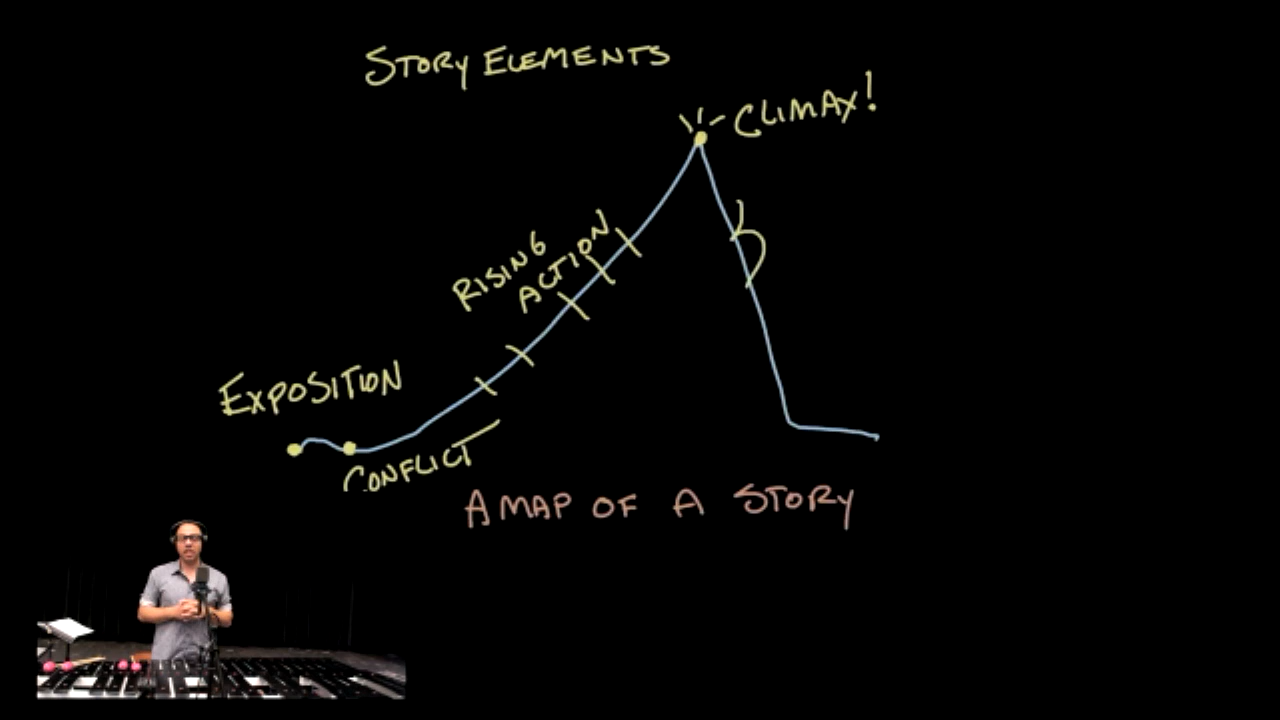 STORY ELEMENTS
CLIMAX!
RISING
ACTION
EXPOSITION
CONFLICT
A MAP OF A STORY